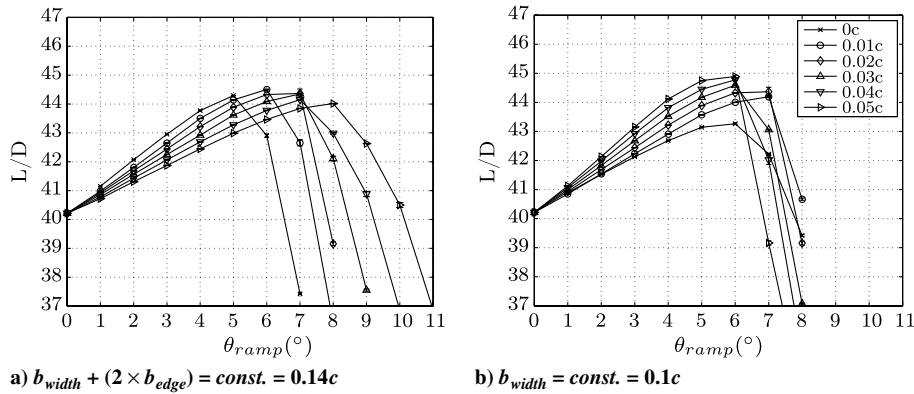 47
46
45
44
43
42
41
40
39
38
37
L/D
0 1 2 3 4 5 6 7 8 9 10 11
θramp(°)
a) bwidth + (2 × bedge) = const. = 0.14c
47
46
45
44
43
42
41
40
39
38
37
L/D
0c
0.01c
0.02c
0.03c
0.04c
0.05c
0 1 2 3 4 5 6 7 8 9 10 11
θramp(°)
b) bwidth = const. = 0.1c